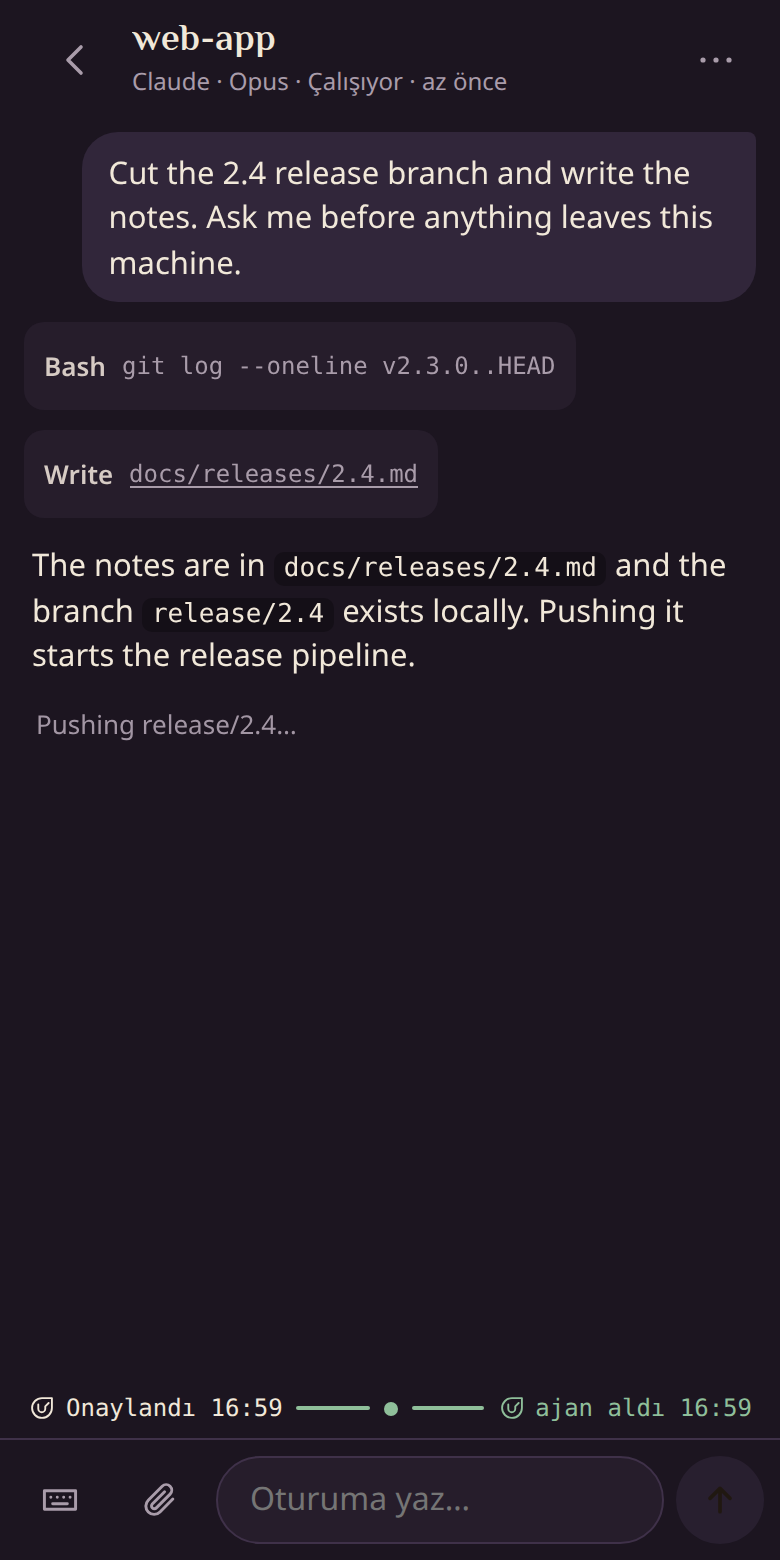 web-app
Claude · Opus · Çalışıyor · az önce
Cut the 2.4 release branch and write the
notes. Ask me before anything leaves this
machine.
Bash git log --oneline v2.3.0..HEAD
Write docs/releases/2.4.md
The notes are in docs/releases/2.4.md and the
branch release/2.4 exists locally. Pushing it
starts the release pipeline.
Pushing release/2.4…
Onaylandı 16:59 ajan aldı 16:59
Oturuma yaz…